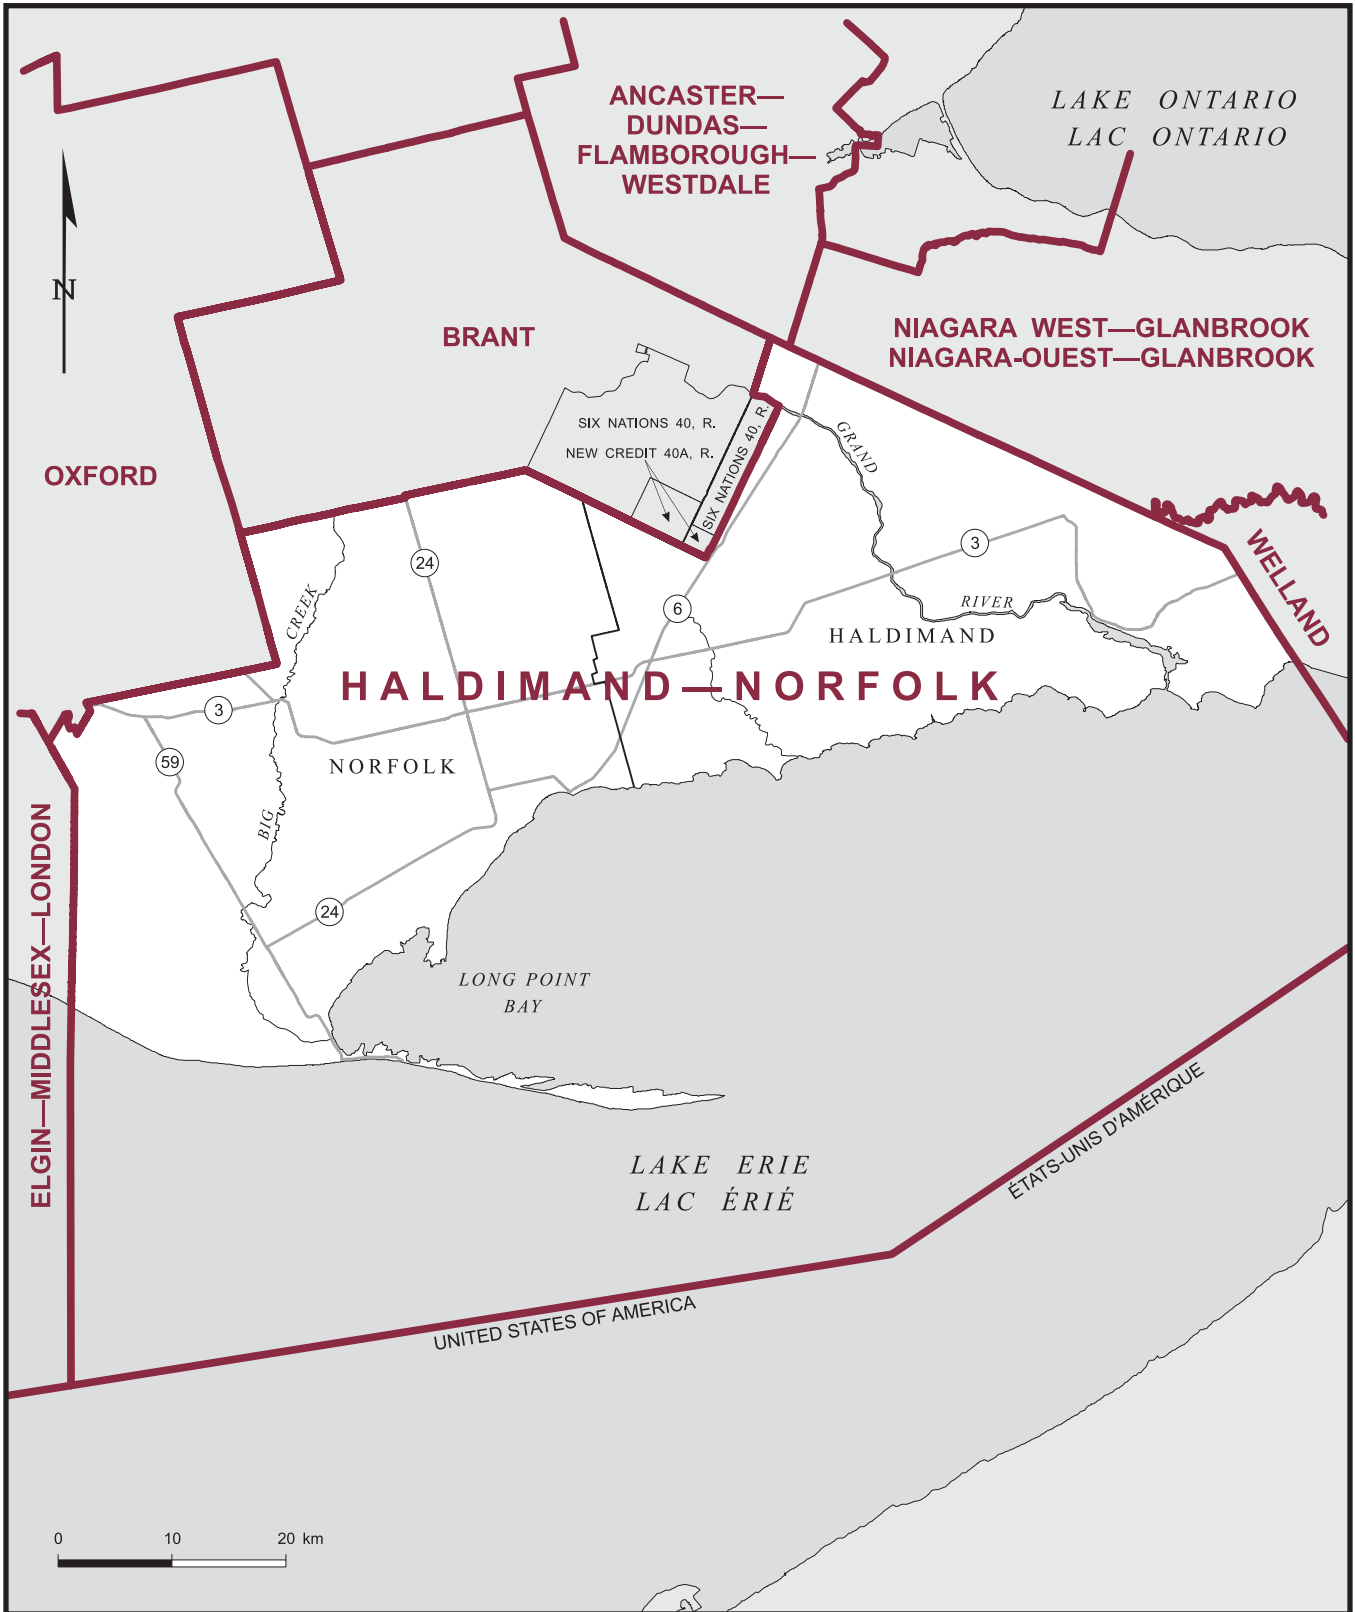 ANCASTER—
DUNDAS—
FLAMBOROUGH—
WESTDALE
LAKE ONTARIO
LAC ONTARIO
N
BRANT
NIAGARA WEST—GLANBROOK
NIAGARA-OUEST—GLANBROOK
SIX NATIONS 40, R.
NEW CREDIT 40A, R.
SIX NATIONS 40, R.
GRAND
RIVER
OXFORD
WELLAND
24
3
6
CREEK
BIG
HALDIMAND
HALDIMAND—NORFOLK
3
59
NORFOLK
24
ELGIN—MIDDLESEX—LONDON
LONG POINT
BAY
LAKE ERIE
LAC ÉRIÉ
ÉTATS-UNIS D'AMÉRIQUE
UNITED STATES OF AMERICA
0 10 20 km